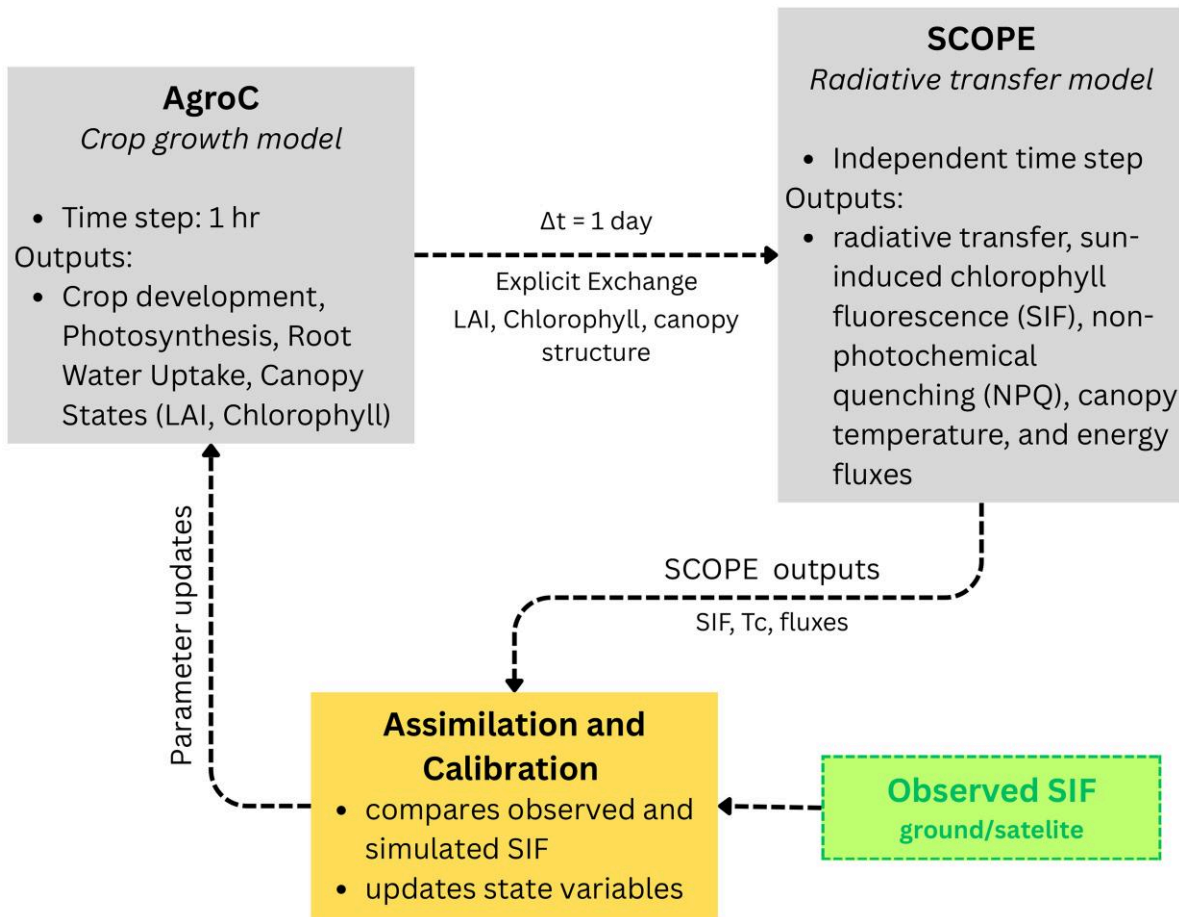 AgroC
Crop growth model
• Time step: 1 hr
Outputs:
• Crop development,
Photosynthesis, Root
Water Uptake, Canopy
States (LAI, Chlorophyll)
Δt = 1 day
Explicit Exchange
LAI, Chlorophyll, canopy
structure
SCOPE
Radiative transfer model
• Independent time step
Outputs:
• radiative transfer, sun-
induced chlorophyll
fluorescence (SIF), non-
photochemical
quenching (NPQ), canopy
temperature, and energy
fluxes
SCOPE outputs
SIF, Tc, fluxes
Parameter updates
Assimilation and
Calibration
• compares observed and
simulated SIF
• updates state variables
Observed SIF
ground/satelite